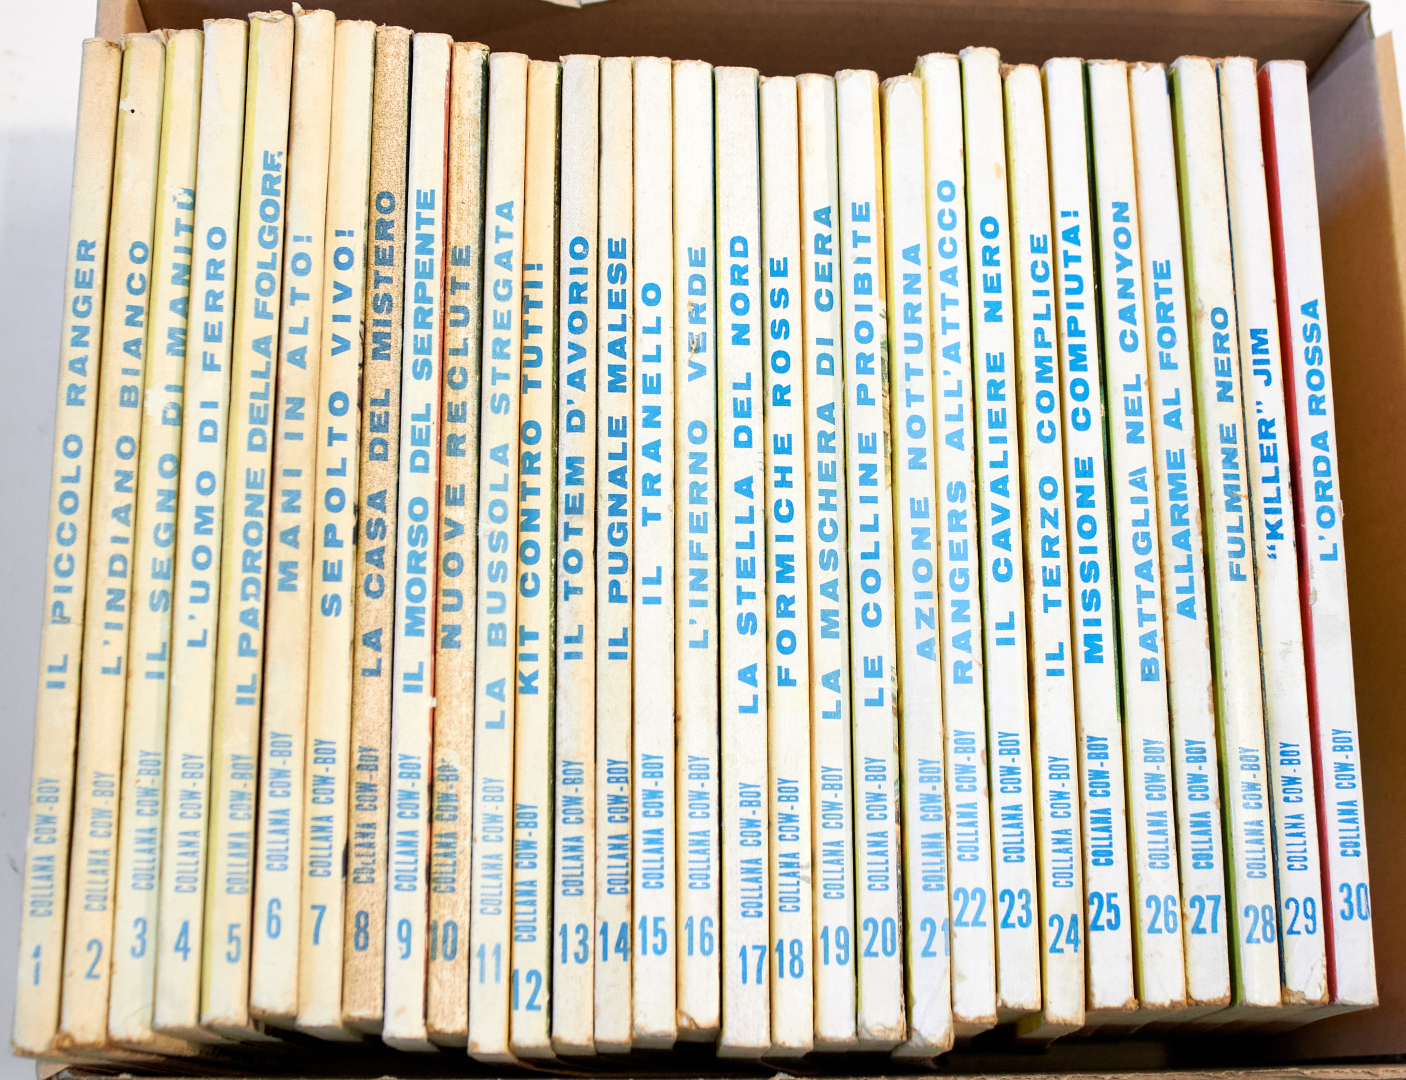 IL PICCOLO RANGER
COLLANA COW-BOY
1
L'INDIANO BIANCO
COLLANA COW-BOY
2
IL SEGNO DI MANITÙ
COLLANA COW-BOY
3
L'UOMO DI FERRO
COLLANA COW-BOY
4
IL PADRONE DELLA FOLGORE
COLLANA COW-BOY
5
MANI IN ALTO!
COLLANA COW-BOY
6
SEPOLTO VIVO!
COLLANA COW-BOY
7
LA CASA DEL MISTERO
COLLANA COW-BOY
8
IL MORSO DEL SERPENTE
COLLANA COW-BOY
9
NUOVE RECLUTE
COLLANA COW-BOY
10
LA BUSSOLA STREGATA
COLLANA COW-BOY
11
KIT CONTRO TUTTI!
COLLANA COW-BOY
12
IL TOTEM D'AVORIO
COLLANA COW-BOY
13
IL PUGNALE MALESE
COLLANA COW-BOY
14
IL TRANELLO
COLLANA COW-BOY
15
L'INFERNO VERDE
COLLANA COW-BOY
16
LA STELLA DEL NORD
COLLANA COW-BOY
17
FORMICHE ROSSE
COLLANA COW-BOY
18
LA MASCHERA DI CERA
COLLANA COW-BOY
19
LE COLLINE PROIBITE
COLLANA COW-BOY
20
AZIONE NOTTURNA
COLLANA COW-BOY
21
RANGERS ALL'ATTACCO
COLLANA COW-BOY
22
IL CAVALIERE NERO
COLLANA COW-BOY
23
IL TERZO COMPLICE
COLLANA COW-BOY
24
MISSIONE COMPIUTA!
COLLANA COW-BOY
25
BATTAGLIA NEL CANYON
COLLANA COW-BOY
26
ALLARME AL FORTE
COLLANA COW-BOY
27
FULMINE NERO
COLLANA COW-BOY
28
"KILLER" JIM
COLLANA COW-BOY
29
L'ORDA ROSSA
COLLANA COW-BOY
30